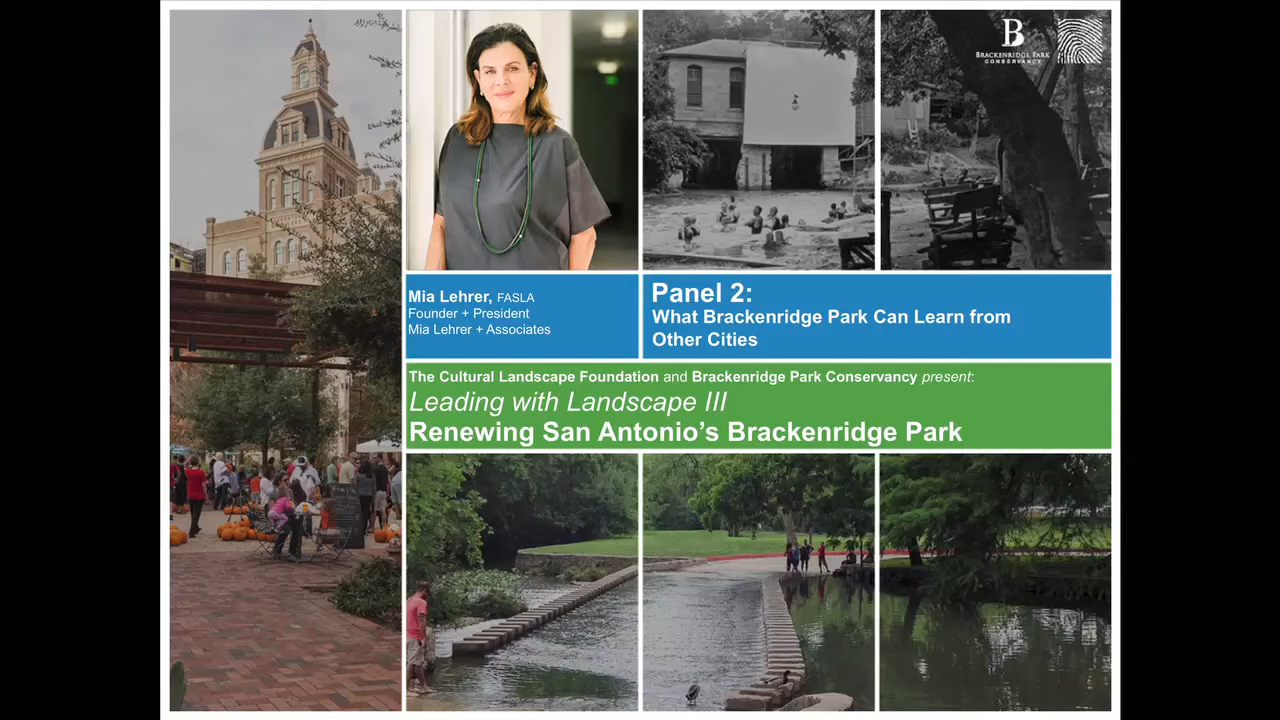 B
BRACKENRIDGE PARK
CONSERVANCY
Mia Lehrer, FASLA
Founder + President
Mia Lehrer + Associates
Panel 2:
What Brackenridge Park Can Learn from
Other Cities
The Cultural Landscape Foundation and Brackenridge Park Conservancy present:
Leading with Landscape III
Renewing San Antonio’s Brackenridge Park